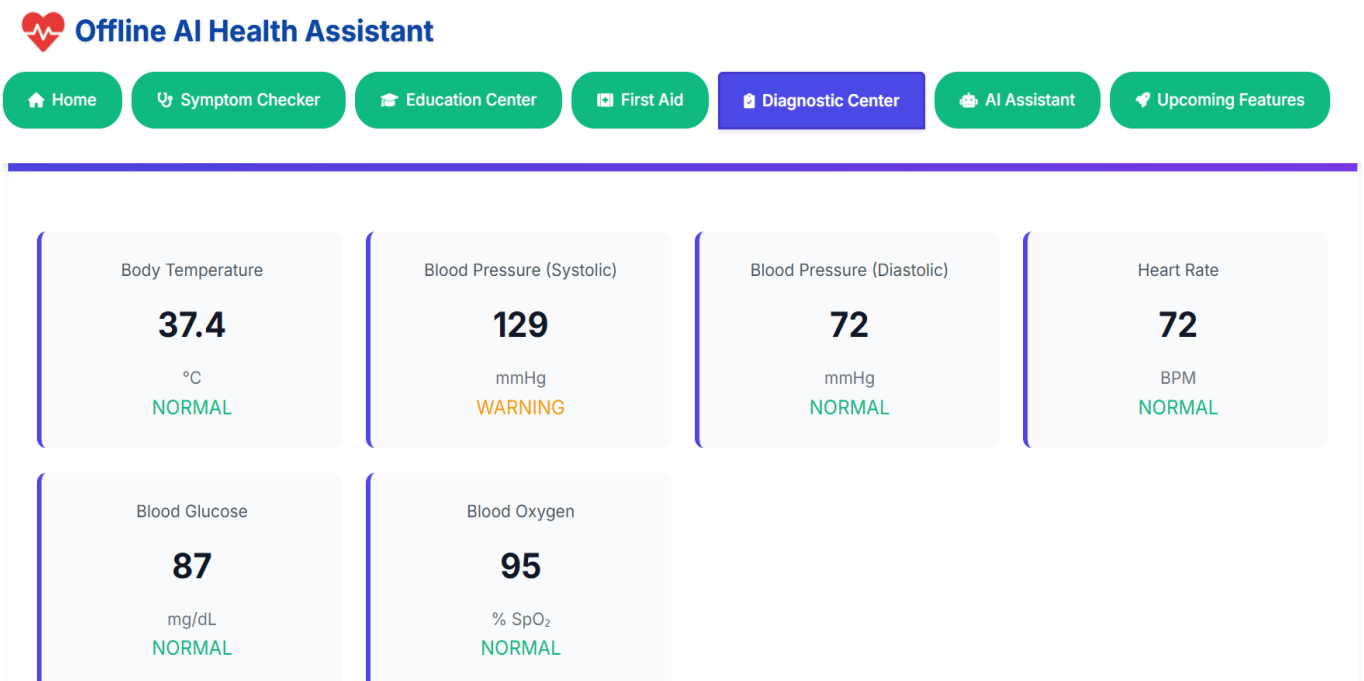 Offline AI Health Assistant
Home Symptom Checker Education Center First Aid Diagnostic Center AI Assistant Upcoming Features
Body Temperature
37.4
°C
NORMAL
Blood Pressure (Systolic)
129
mmHg
WARNING
Blood Pressure (Diastolic)
72
mmHg
NORMAL
Heart Rate
72
BPM
NORMAL
Blood Glucose
87
mg/dL
NORMAL
Blood Oxygen
95
% SpO₂
NORMAL